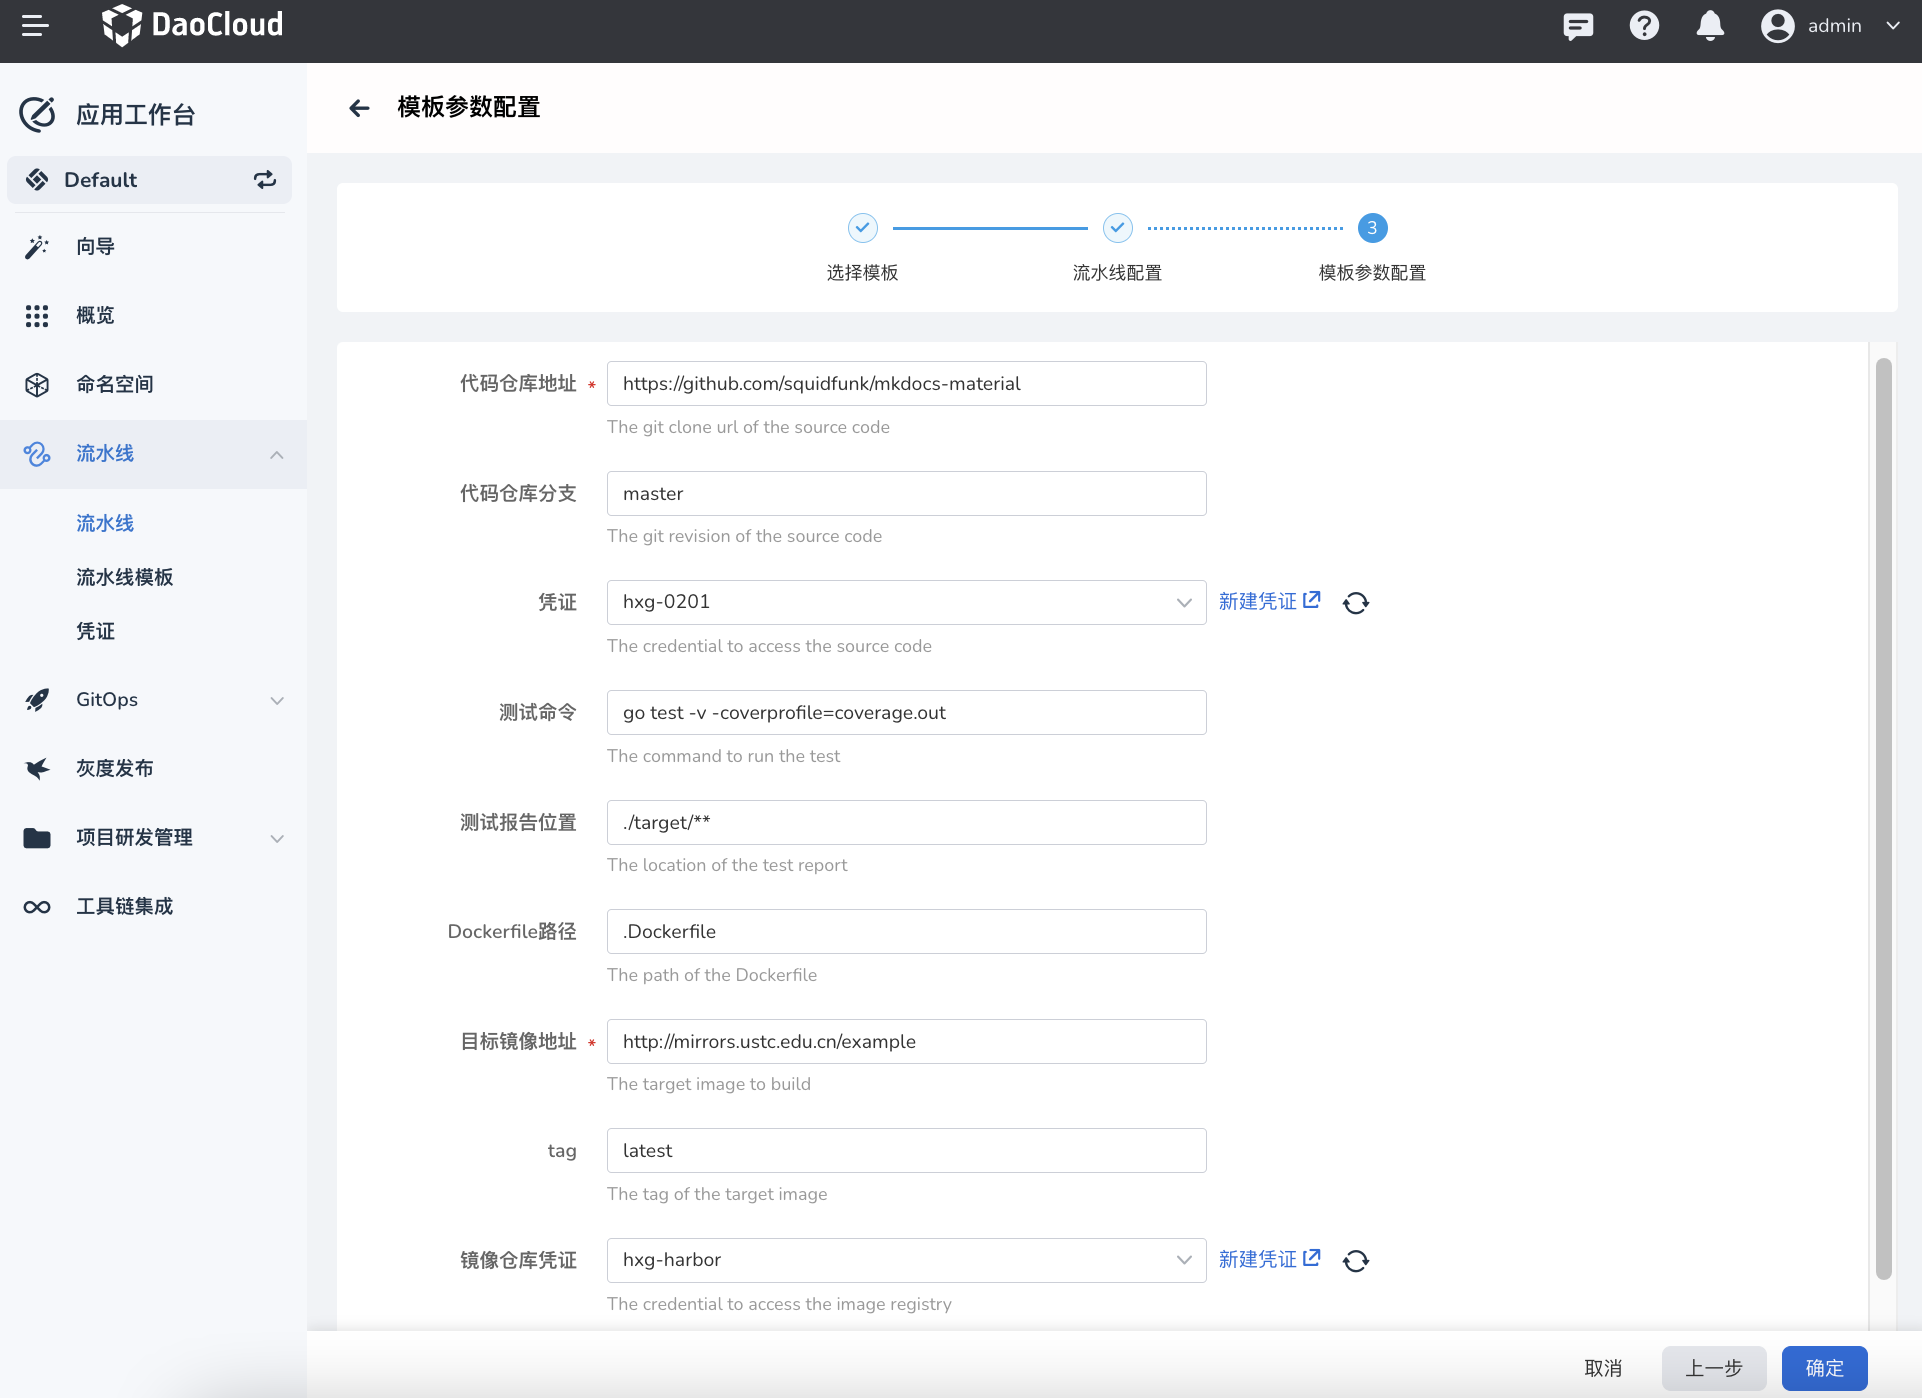 DaoCloud
admin
应用工作台
Default
向导
概览
命名空间
流水线
流水线
流水线模板
凭证
GitOps
灰度发布
项目研发管理
工具链集成
模板参数配置
3
选择模板
流水线配置
模板参数配置
代码仓库地址 * https://github.com/squidfunk/mkdocs-material
The git clone url of the source code
代码仓库分支 master
The git revision of the source code
凭证 hxg-0201 新建凭证
The credential to access the source code
测试命令 go test -v -coverprofile=coverage.out
The command to run the test
测试报告位置 ./target/**
The location of the test report
Dockerfile路径 .Dockerfile
The path of the Dockerfile
目标镜像地址 * http://mirrors.ustc.edu.cn/example
The target image to build
tag latest
The tag of the target image
镜像仓库凭证 hxg-harbor 新建凭证
The credential to access the image registry
取消 上一步 确定